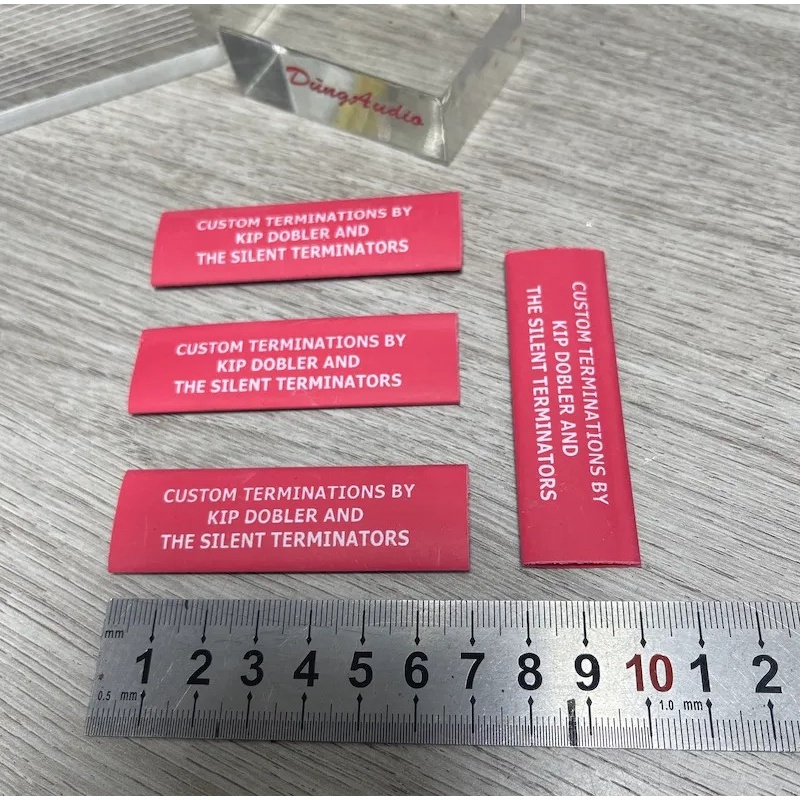 DũngAudio
CUSTOM TERMINATIONS BY
KIP DOBLER AND
THE SILENT TERMINATORS
CUSTOM TERMINATIONS BY
KIP DOBLER AND
THE SILENT TERMINATORS
CUSTOM TERMINATIONS BY
KIP DOBLER AND
THE SILENT TERMINATORS
CUSTOM TERMINATIONS BY
KIP DOBLER AND
THE SILENT TERMINATORS
mm
1 2 3 4 5 6 7 8 9 10 1 2
0.5 mm 1.0 mm